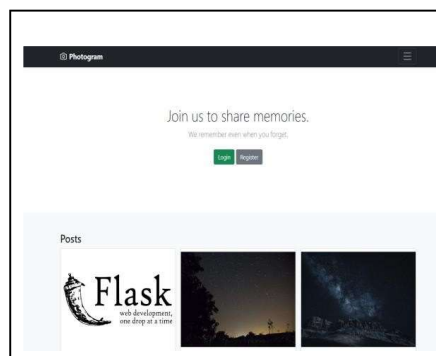 Photogram
Join us to share memories.
We remember even when you forget.
Login Register
Posts
Flask
web development,
one drop at a time